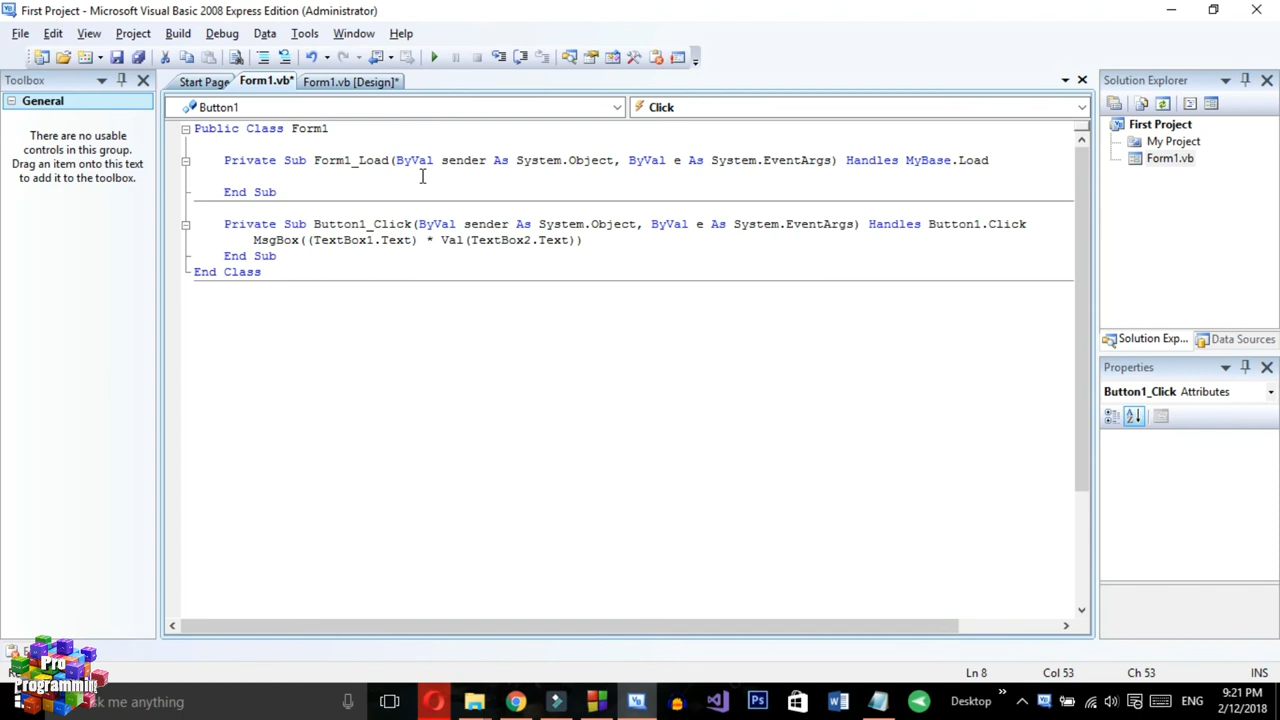 First Project - Microsoft Visual Basic 2008 Express Edition (Administrator)
File Edit View Project Build Debug Data Tools Window Help
Toolbox
General
There are no usable
controls in this group.
Drag an item onto this text
to add it to the toolbox.
Start Page Form1.vb* Form1.vb [Design]*
Button1 Click
Public Class Form1
Private Sub Form1_Load(ByVal sender As System.Object, ByVal e As System.EventArgs) Handles MyBase.Load
End Sub
Private Sub Button1_Click(ByVal sender As System.Object, ByVal e As System.EventArgs) Handles Button1.Click
MsgBox((TextBox1.Text) * Val(TextBox2.Text))
End Sub
End Class
Solution Explorer
First Project
My Project
Form1.vb
Solution Exp... Data Sources
Properties
Button1_Click Attributes
Ln 8 Col 53 Ch 53 INS
Pro
Programming
me anything
Desktop ENG
9:21 PM
2/12/2018